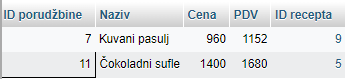 ID porudžbine Naziv Cena PDV ID recepta
7 Kuvani pasulj 960 1152 9
11 Čokoladni sufle 1400 1680 5